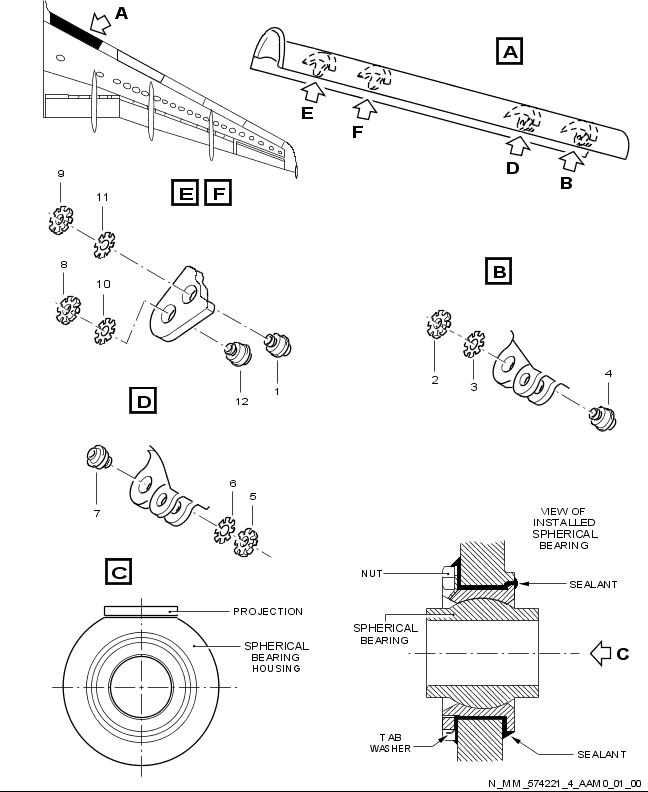 A
A
E
F
D
B
E F
9
11
8
10
12
1
B
2
3
4
D
7
6
5
C
PROJECTION
SPHERICAL
BEARING
HOUSING
VIEW OF
INSTALLED
SPHERICAL
BEARING
NUT
SEALANT
SPHERICAL
BEARING
C
TAB
WASHER
SEALANT
N_MM_574221_4_AAM0_01_00